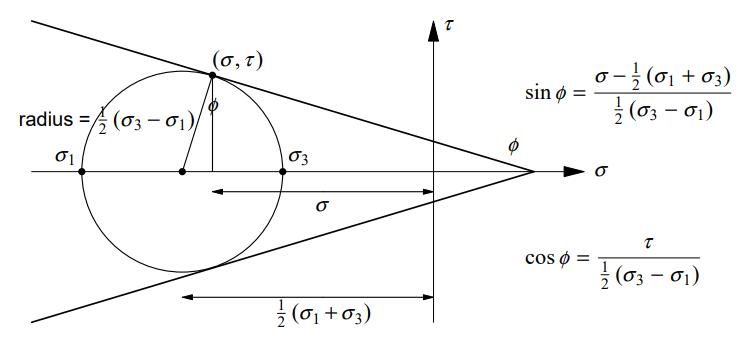 τ
(σ, τ)
sin ϕ = (σ − 1/2 (σ₁ + σ₃)) / (1/2 (σ₃ − σ₁))
ϕ
radius = 1/2 (σ₃ − σ₁)
ϕ
σ₁
σ₃
σ
σ
cos ϕ = τ / (1/2 (σ₃ − σ₁))
1/2 (σ₁ + σ₃)